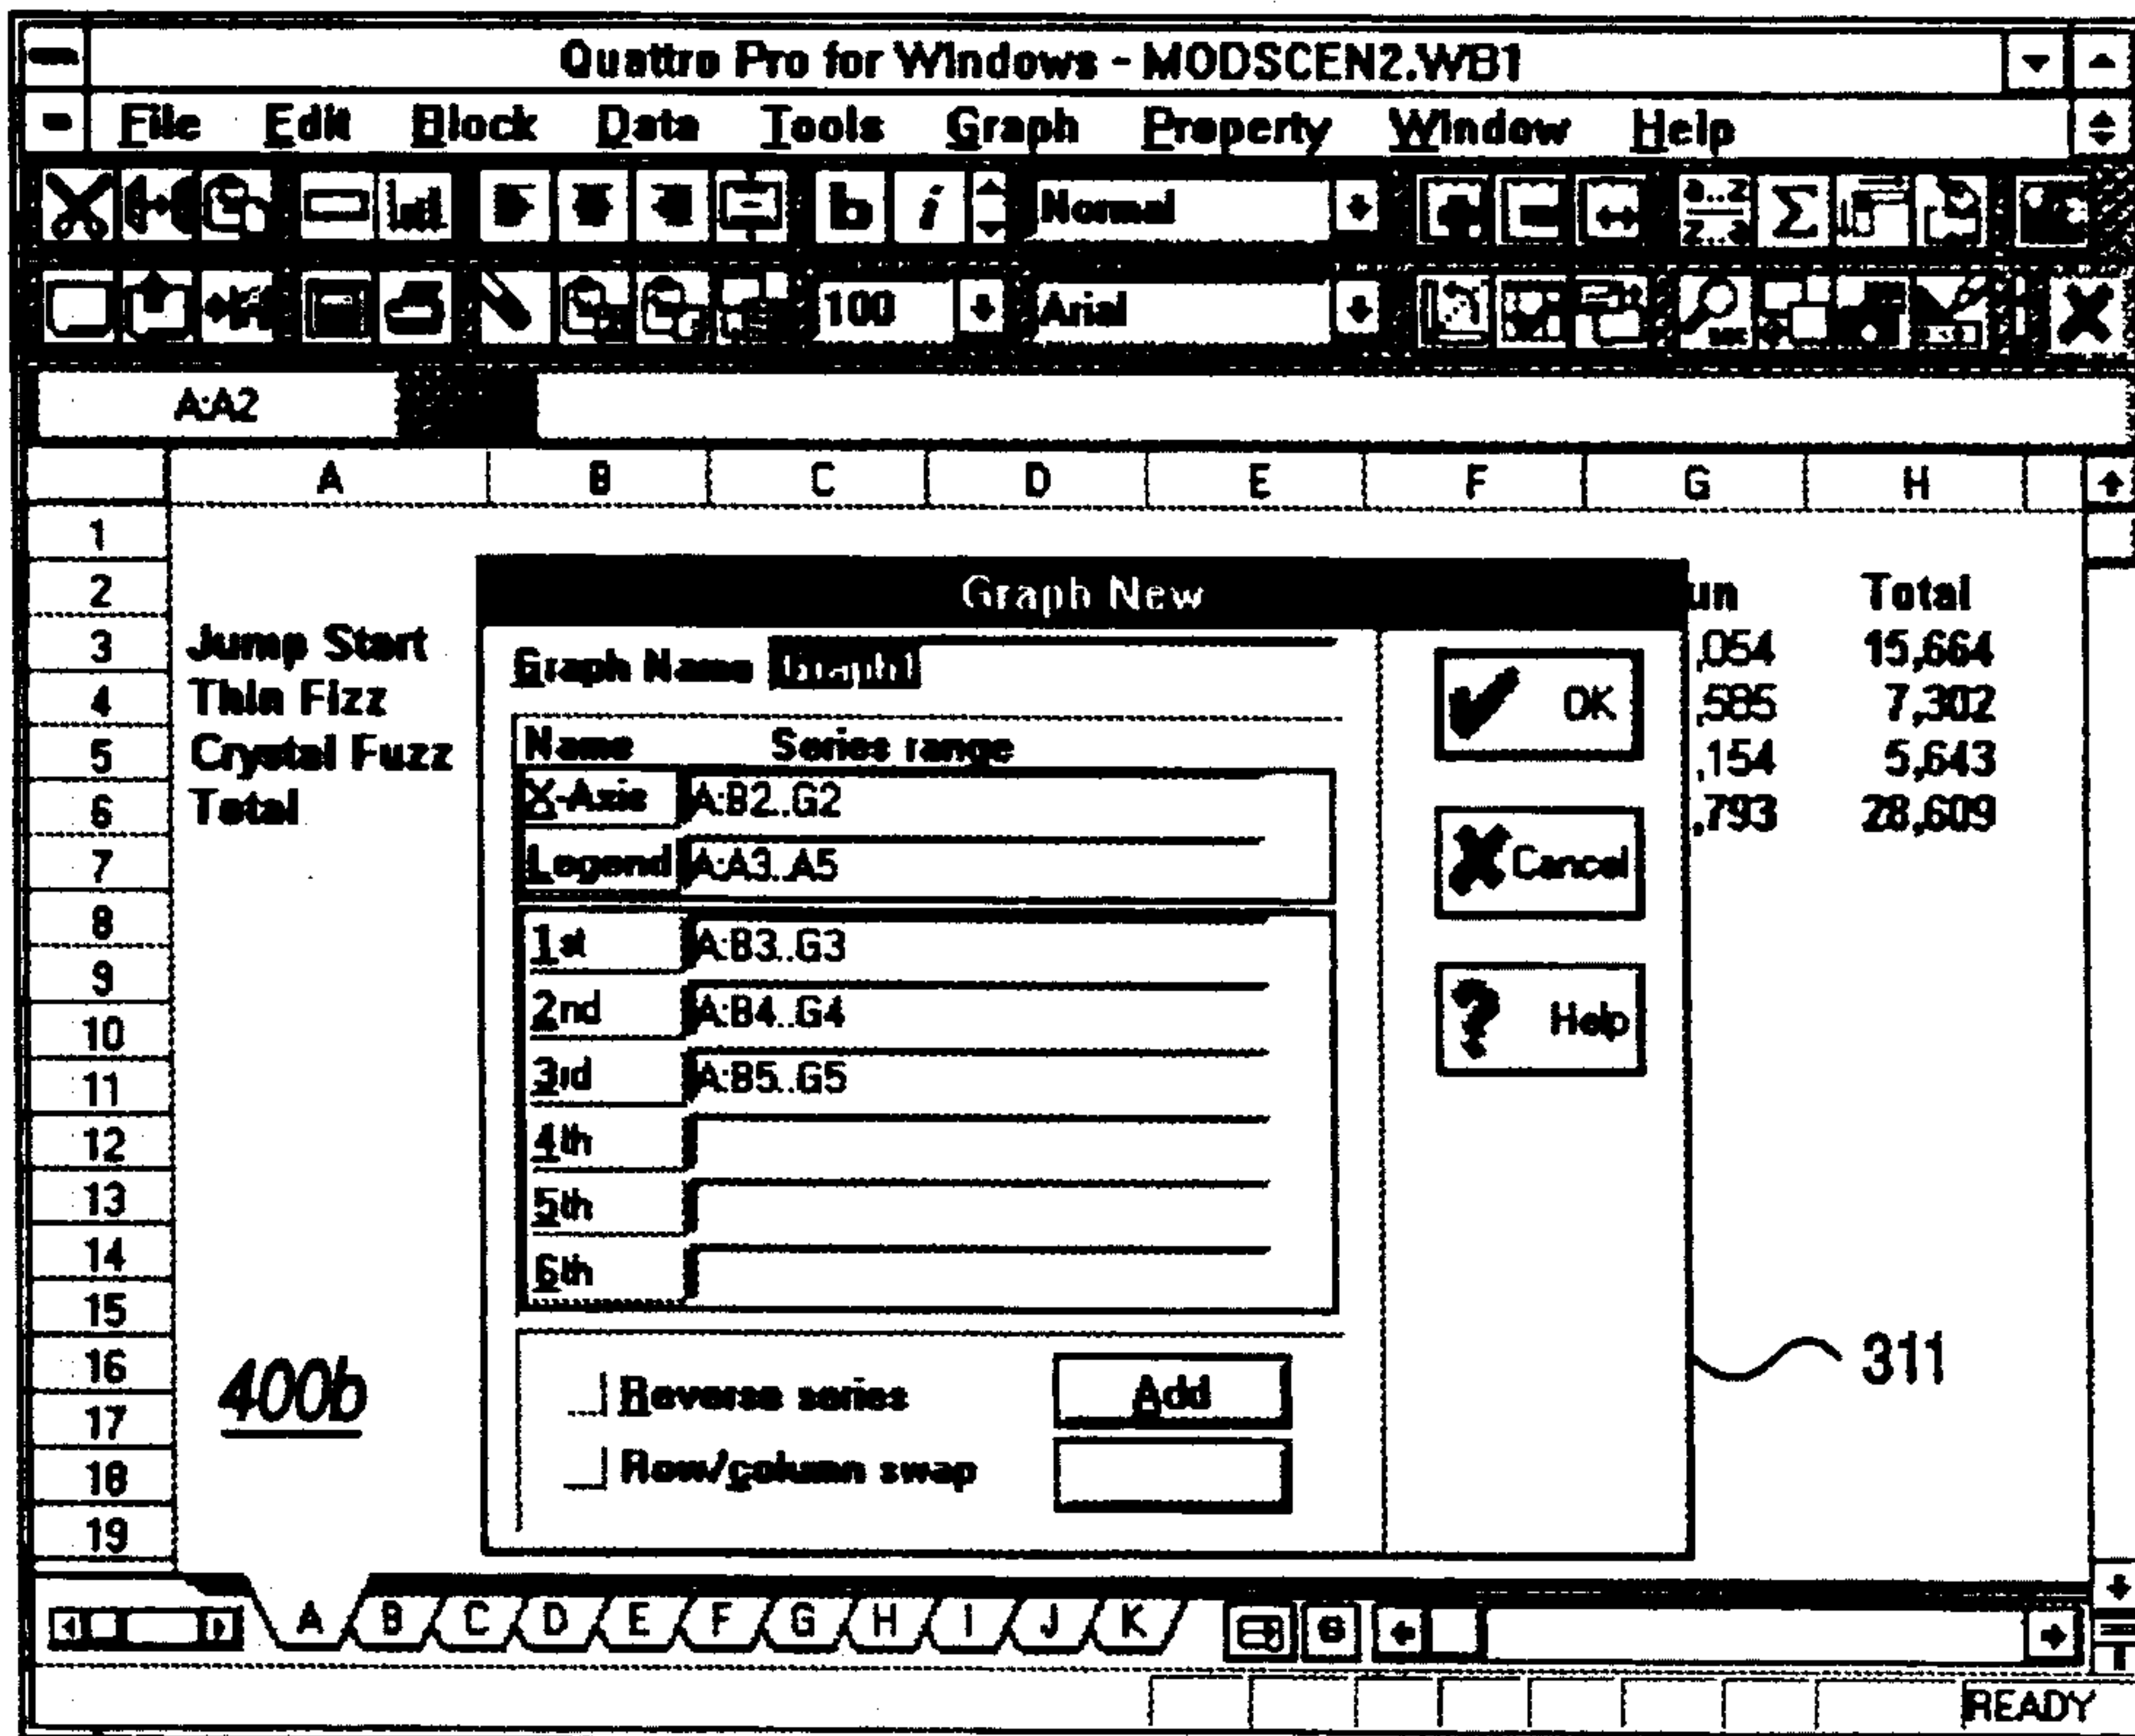 Quattro Pro for Windows - MODSCEN2.WB1
File Edit Block Data Tools Graph Property Window Help
b i Normal a..z z..a Σ
100 Arial
A:A2
A B C D E F G H
1
2 Graph New un Total
3 Jump Start Graph Name Graph1 ,054 15,664
4 Thin Fizz OK ,585 7,302
5 Crystal Fuzz Name Series range ,154 5,643
6 Total X-Axis A:B2..G2 ,793 28,609
7 Legend A:A3..A5 Cancel
8 1st A:B3..G3
9
10 2nd A:B4..G4 Help
11 3rd A:B5..G5
12 4th
13 5th
14 6th
15
16 400b 311
17 Reverse series Add
18 Row/column swap
19
A B C D E F G H I J K G
READY